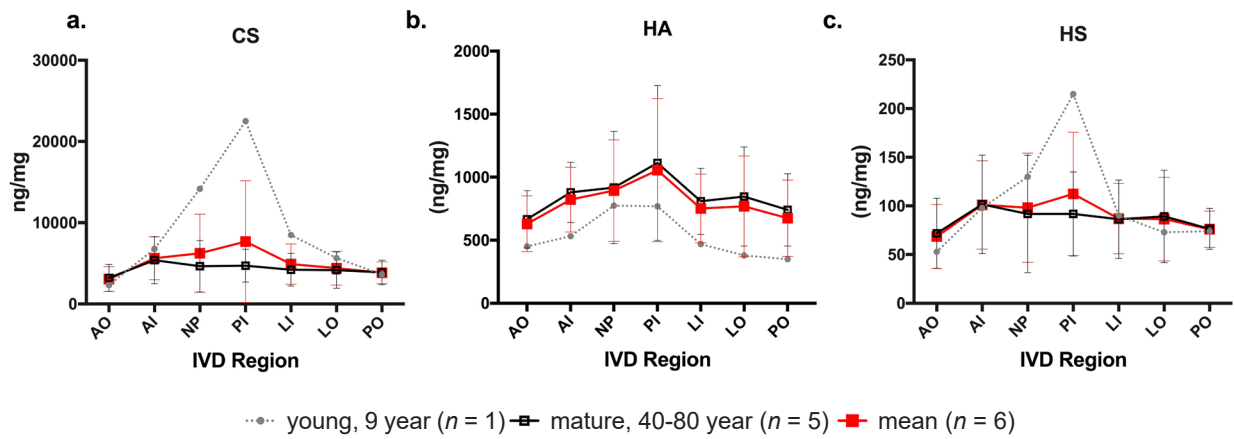 a.
CS
ng/mg
30000
20000
10000
0
AO
AI
NP
PI
LI
LO
PO
IVD Region
b.
HA
(ng/mg)
2000
1500
1000
500
0
AO
AI
NP
PI
LI
LO
PO
IVD Region
c.
HS
(ng/mg)
250
200
150
100
50
0
AO
AI
NP
PI
LI
LO
PO
IVD Region
young, 9 year (n = 1) mature, 40-80 year (n = 5) mean (n = 6)